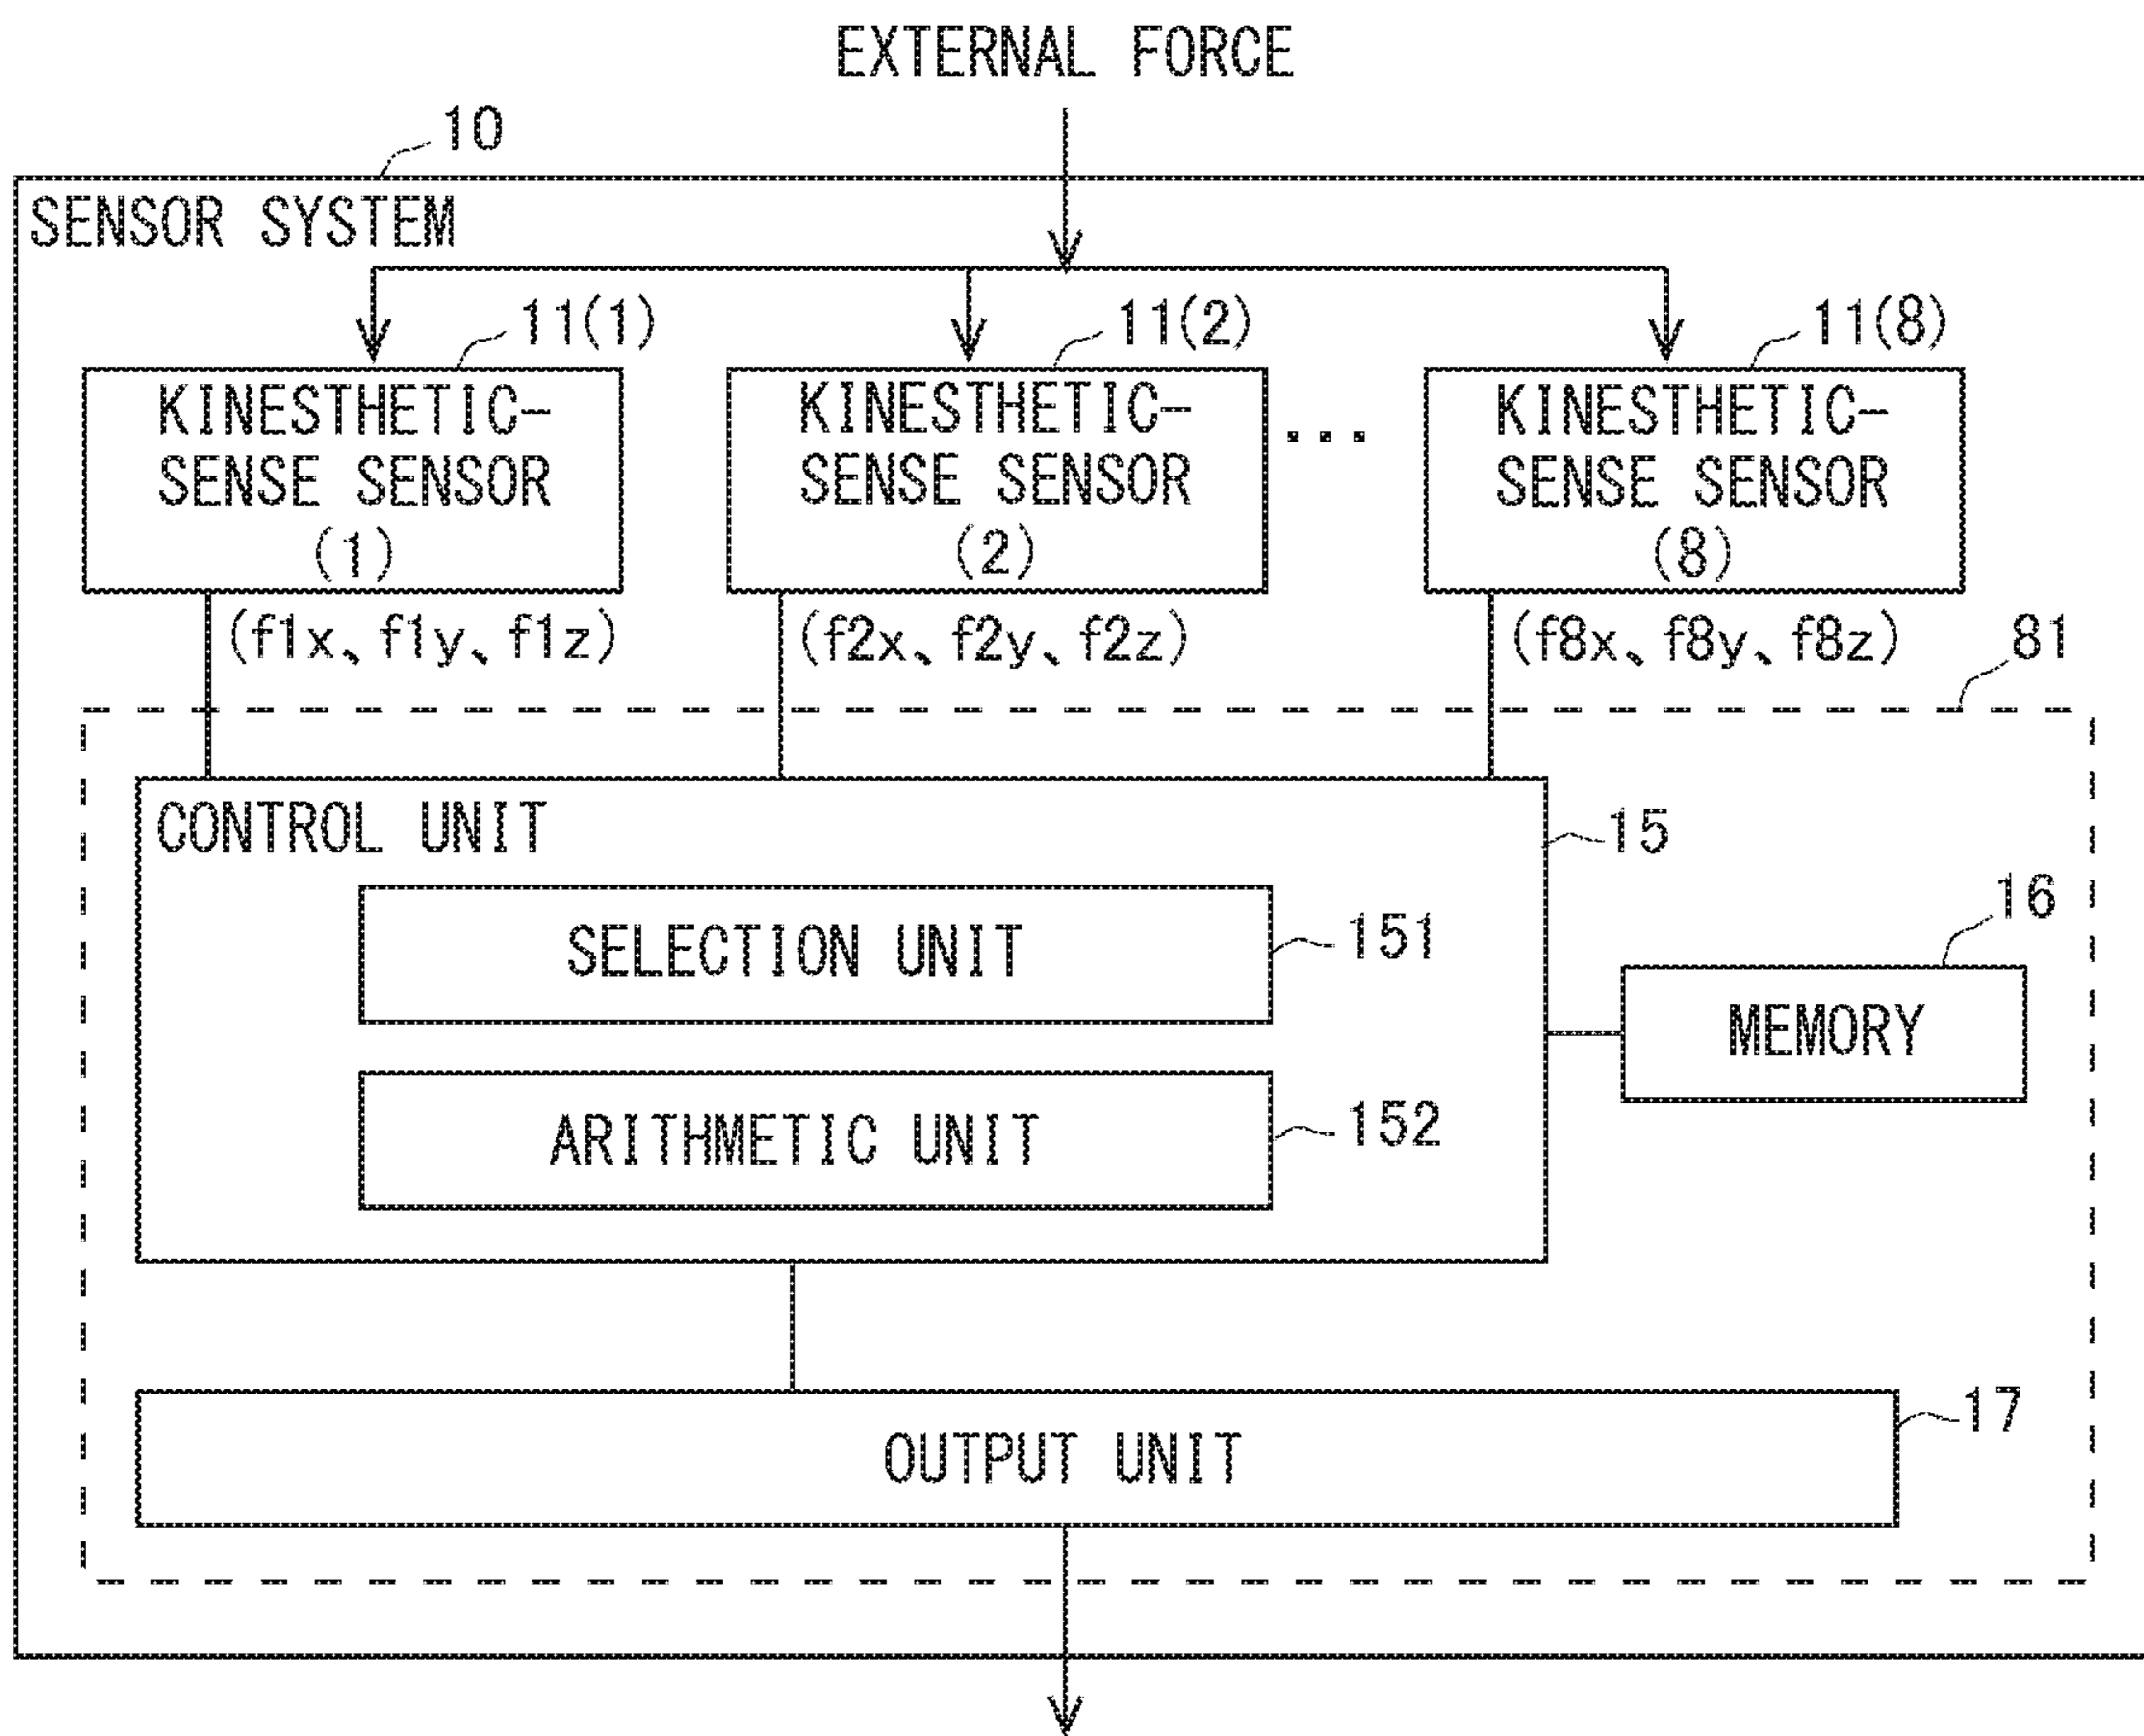 EXTERNAL FORCE
10
SENSOR SYSTEM
11(1)
11(2)
11(8)
KINESTHETIC-
SENSE SENSOR
(1)
KINESTHETIC-
SENSE SENSOR
(2)
...
KINESTHETIC-
SENSE SENSOR
(8)
(f1x、f1y、f1z)
(f2x、f2y、f2z)
(f8x、f8y、f8z)
81
CONTROL UNIT
15
SELECTION UNIT
151
16
MEMORY
ARITHMETIC UNIT
152
17
OUTPUT UNIT